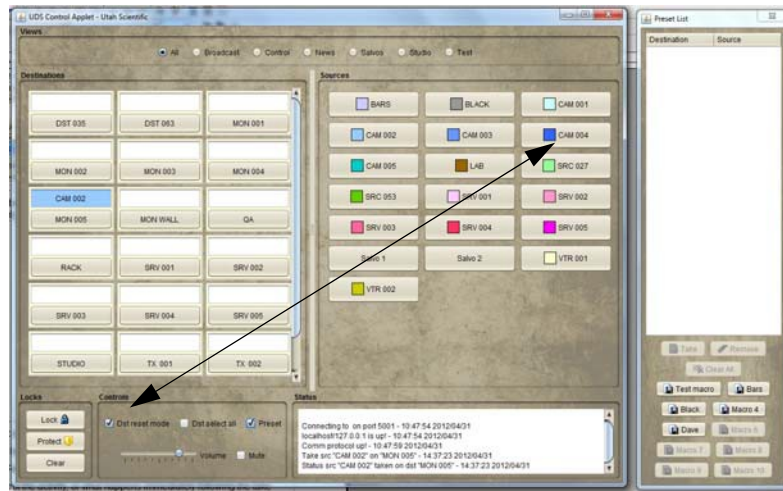 UDS Control Applet - Utah Scientific
Views
All Broadcast Control News Salvos Studio Test
Destinations
DST 035 DST 063 MON 001
MON 002 MON 003 MON 004
CAM 002
MON 005 MON WALL QA
RACK SRV 001 SRV 002
SRV 003 SRV 004 SRV 005
STUDIO TX 001 TX 002
Sources
BARS BLACK CAM 001
CAM 002 CAM 003 CAM 004
CAM 005 LAB SRC 027
SRC 053 SRV 001 SRV 002
SRV 003 SRV 004 SRV 005
Salvo 1 Salvo 2 VTR 001
VTR 002
Locks
Lock
Protect
Clear
Controls
Dst reset mode Dst select all Preset
Volume Mute
Status
Connecting to on port 5001 - 10:47:54 2012/04/31
localhost/127.0.0.1 is up! - 10:47:54 2012/04/31
Comm protocol up! - 10:47:59 2012/04/31
Take src "CAM 002" on "MON 005" - 14:37:23 2012/04/31
Status src "CAM 002" taken on dst "MON 005" - 14:37:23 2012/04/31
Preset List
Destination Source
Take Remove
Clear All
Test macro Bars
Black Macro 4
Dave Macro 6
Macro 7 Macro 8
Macro 9 Macro 10